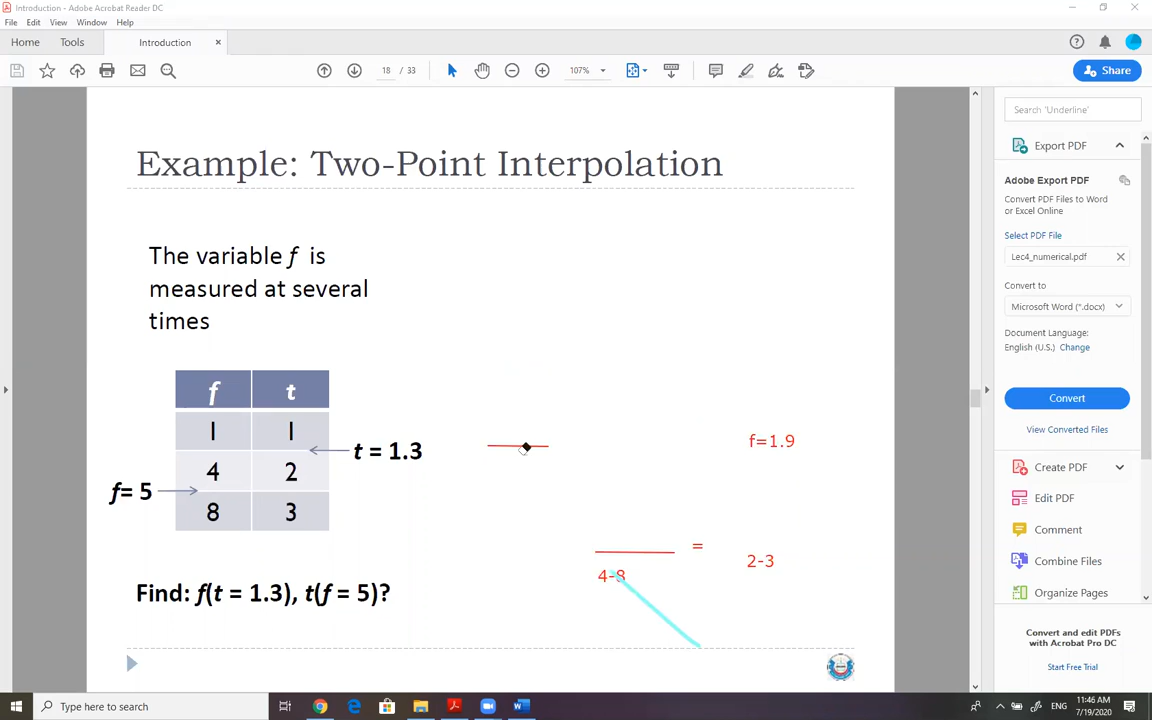 Introduction - Adobe Acrobat Reader DC
File Edit View Window Help
Home Tools Introduction ×
18 / 33 107% Share
Example: Two-Point Interpolation
The variable f is
measured at several
times
f t
1 1
4 2
8 3
t = 1.3
f= 5
Find: f(t = 1.3), t(f = 5)?
f=1.9
=
4-8
2-3
Search 'Underline'
Export PDF
Adobe Export PDF
Convert PDF Files to Word
or Excel Online
Select PDF File
Lec4_numerical.pdf
Convert to
Microsoft Word (*.docx)
Document Language:
English (U.S.) Change
Convert
View Converted Files
Create PDF
Edit PDF
Comment
Combine Files
Organize Pages
Convert and edit PDFs
with Acrobat Pro DC
Start Free Trial
Type here to search
ENG
11:46 AM
7/19/2020